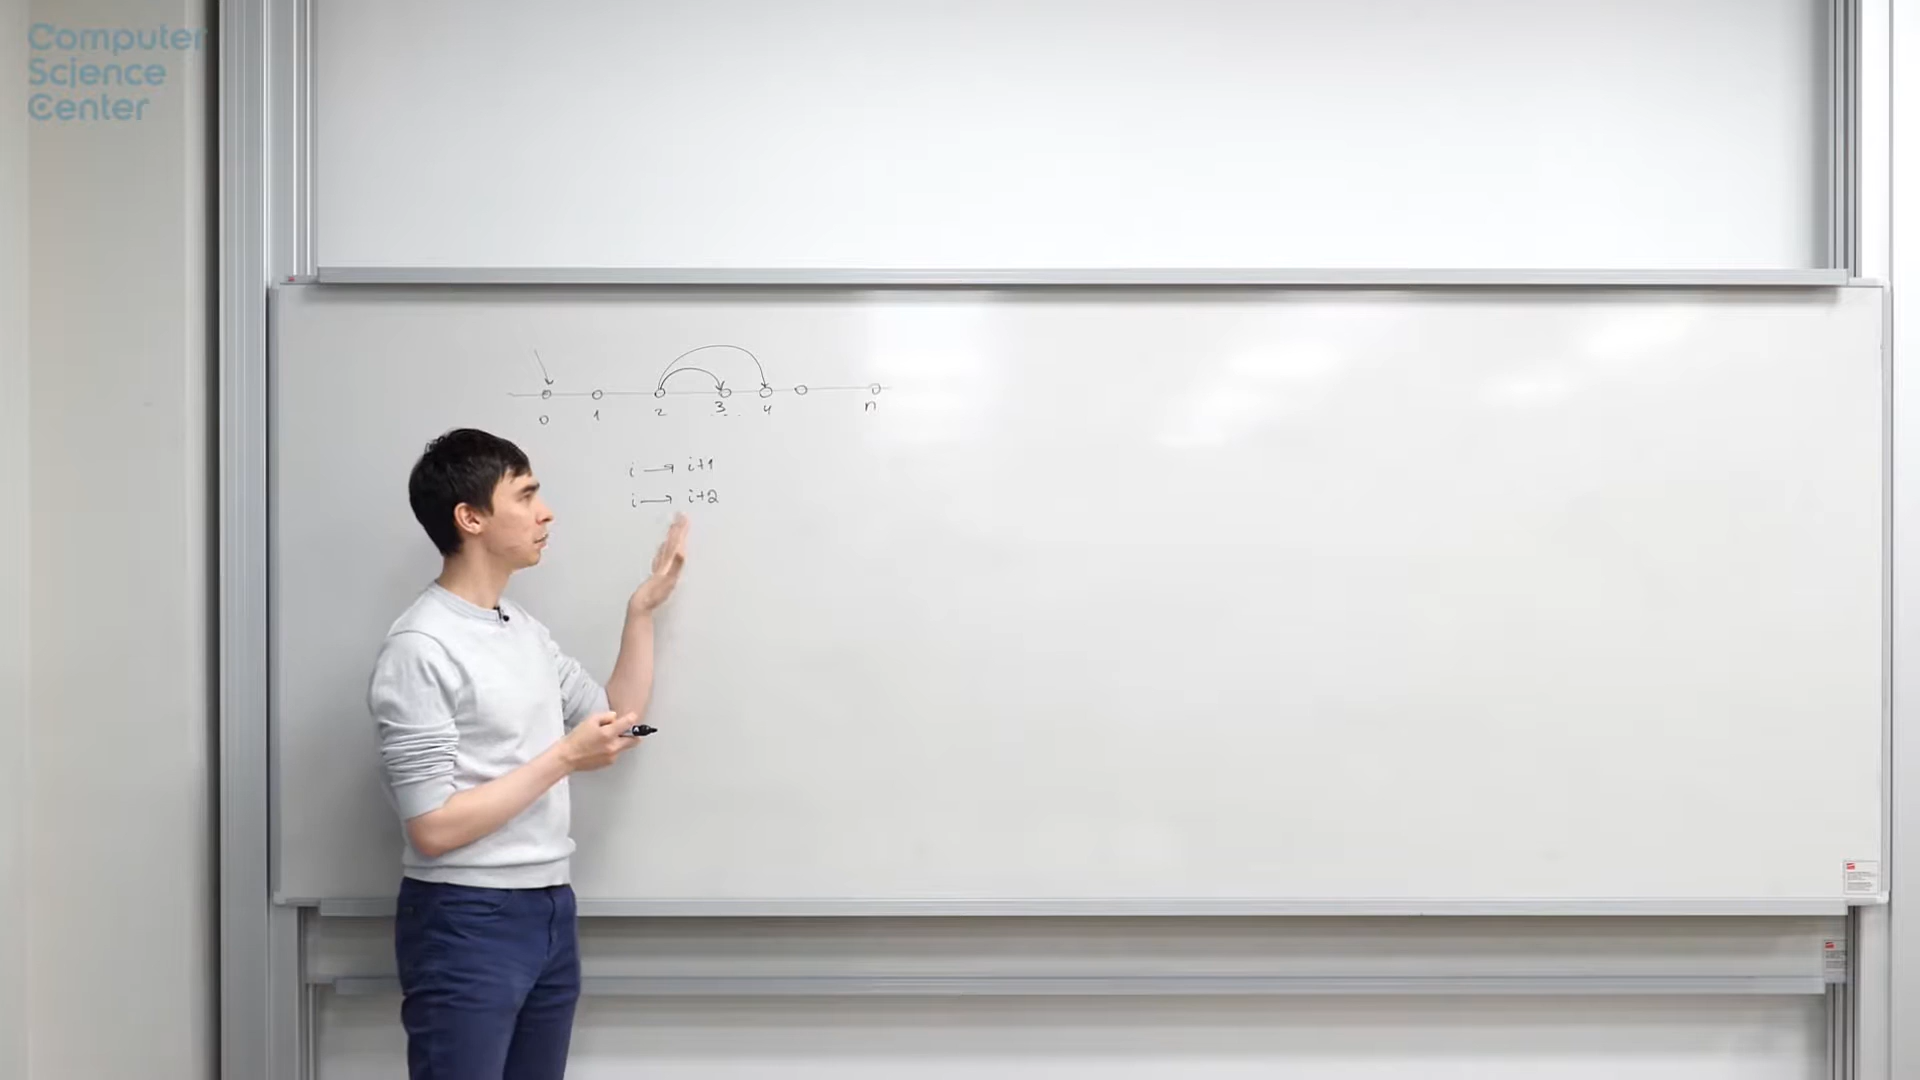 Computer
Science
Center
0 1 2 3 4 n
i → i+1
i → i+2